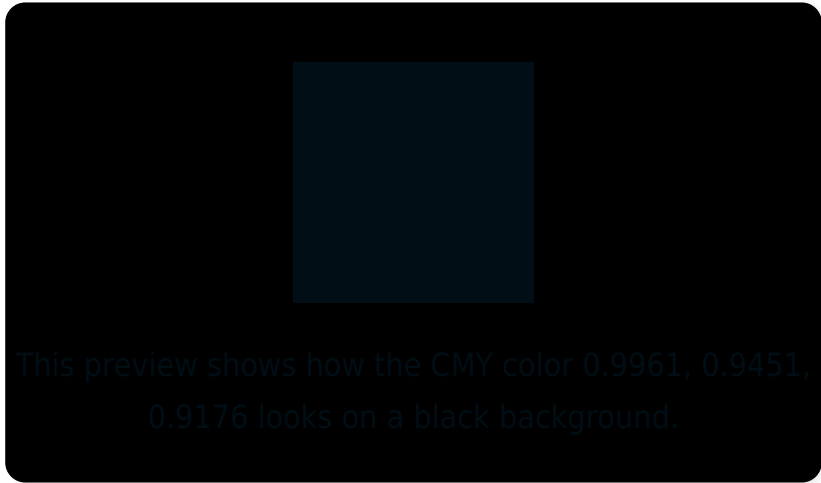 This preview shows how the CMY color 0.9961, 0.9451,
0.9176 looks on a black background.